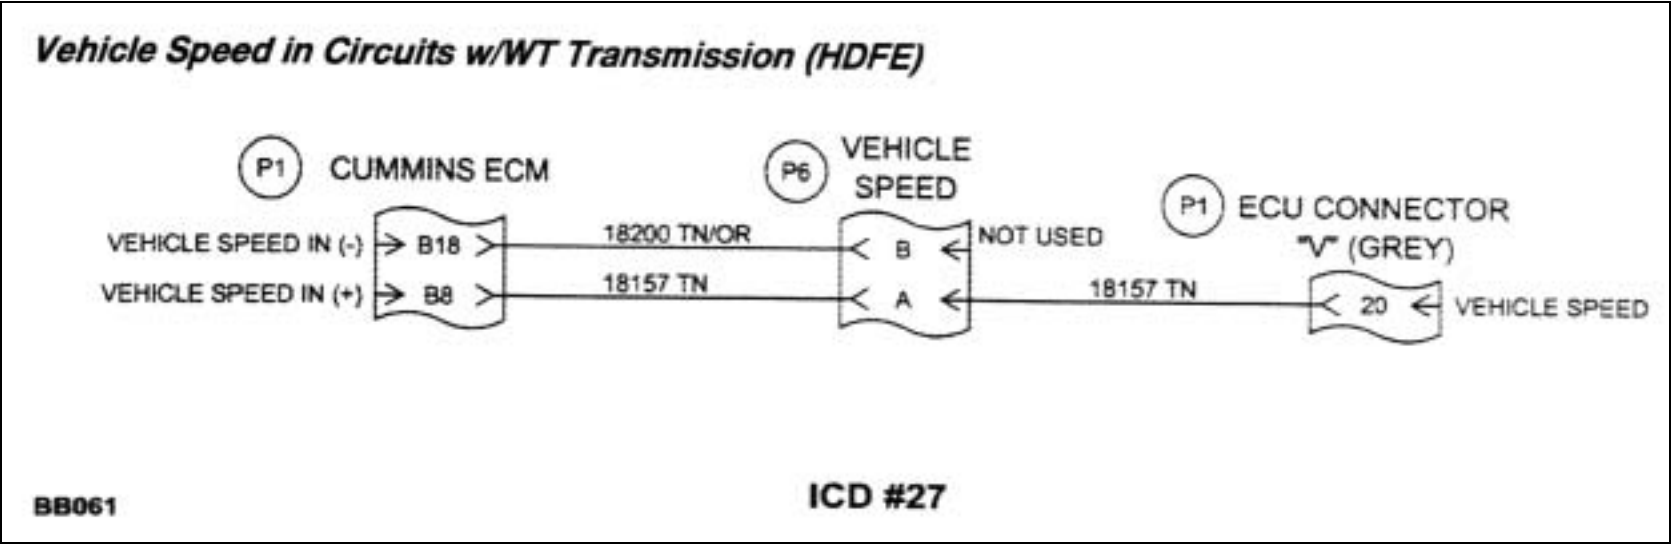 Vehicle Speed in Circuits w/WT Transmission (HDFE)
P1 CUMMINS ECM
P6 VEHICLE
SPEED
P1 ECU CONNECTOR
"V" (GREY)
VEHICLE SPEED IN (-) B18 18200 TN/OR B NOT USED
VEHICLE SPEED IN (+) B8 18157 TN A 18157 TN 20 VEHICLE SPEED
BB061
ICD #27